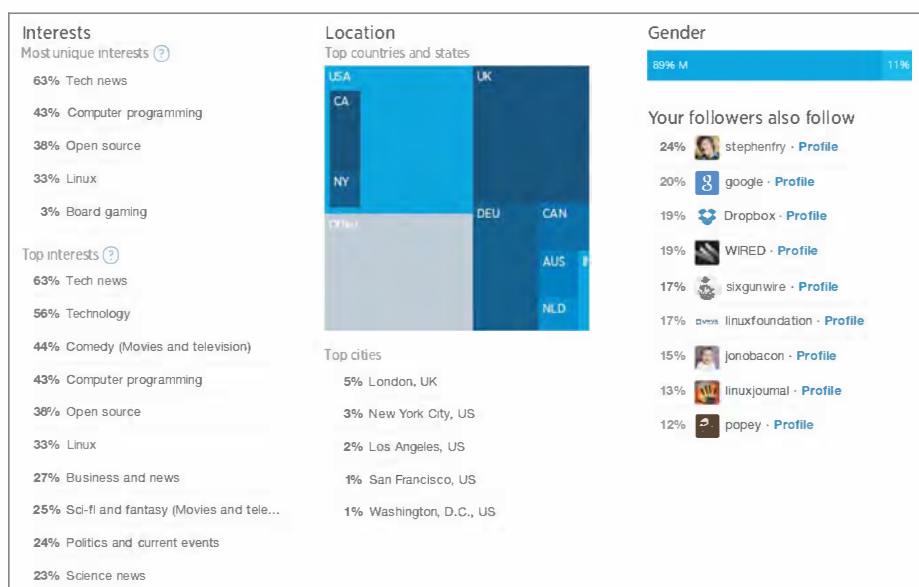 Interests
Most unique interests ?
63% Tech news
43% Computer programming
38% Open source
33% Linux
3% Board gaming
Top interests ?
63% Tech news
56% Technology
44% Comedy (Movies and television)
43% Computer programming
38% Open source
33% Linux
27% Business and news
25% Sci-fi and fantasy (Movies and tele...
24% Politics and current events
23% Science news
Location
Top countries and states
USA
UK
CA
NY
Other
DEU
CAN
AUS
NLD
Top cities
5% London, UK
3% New York City, US
2% Los Angeles, US
1% San Francisco, US
1% Washington, D.C., US
Gender
89% M 11%
Your followers also follow
24% stephenfry · Profile
20% google · Profile
19% Dropbox · Profile
19% WIRED · Profile
17% sixgunwire · Profile
17% linuxfoundation · Profile
15% jonobacon · Profile
13% linuxjournal · Profile
12% popey · Profile